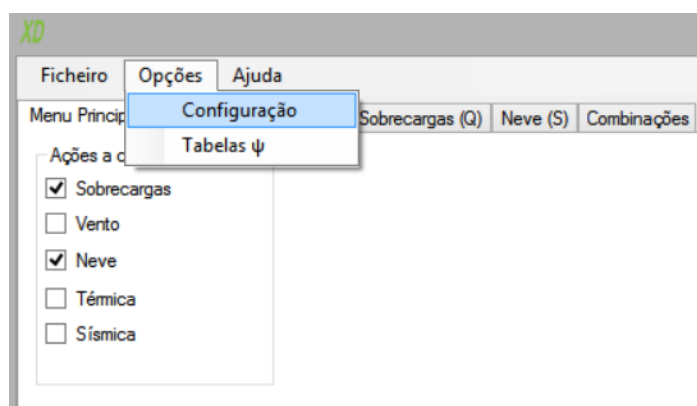 XD
Ficheiro Opções Ajuda
Menu Princip Configuração Sobrecargas (Q) Neve (S) Combinações
Tabelas ψ
Ações a c
Sobrecargas
Vento
Neve
Térmica
Sísmica